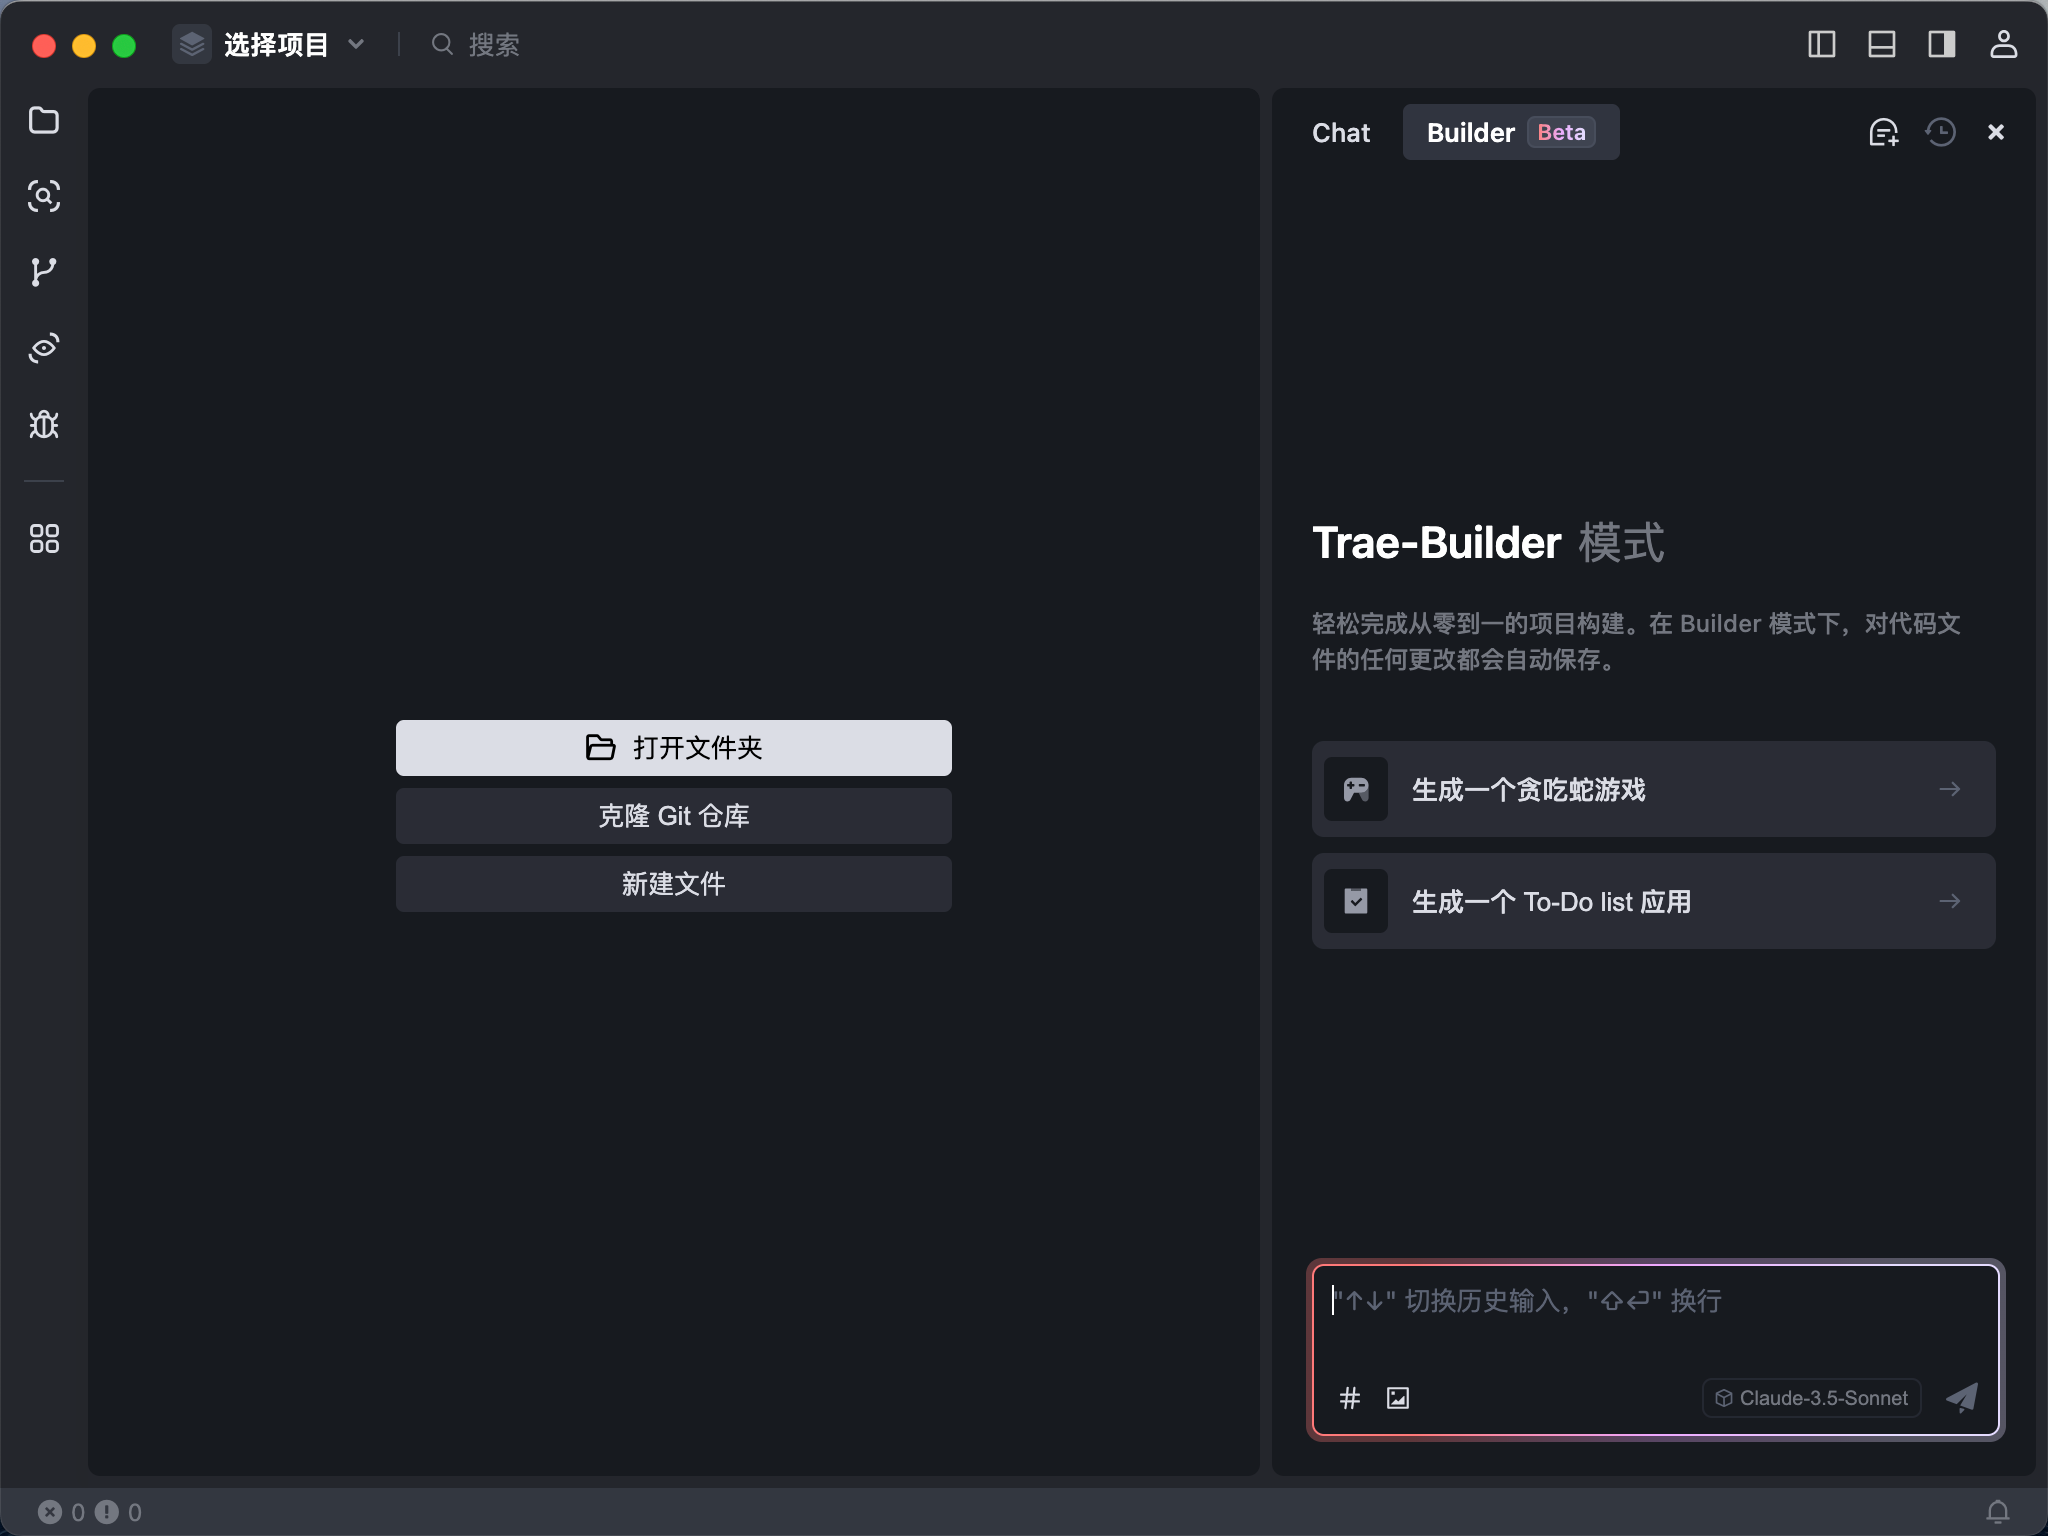 选择项目
搜索
Chat
Builder Beta
打开文件夹
克隆 Git 仓库
新建文件
Trae-Builder 模式
轻松完成从零到一的项目构建。在 Builder 模式下，对代码文
件的任何更改都会自动保存。
生成一个贪吃蛇游戏
生成一个 To-Do list 应用
"↑↓" 切换历史输入，"⇧↩" 换行
Claude-3.5-Sonnet
0 0